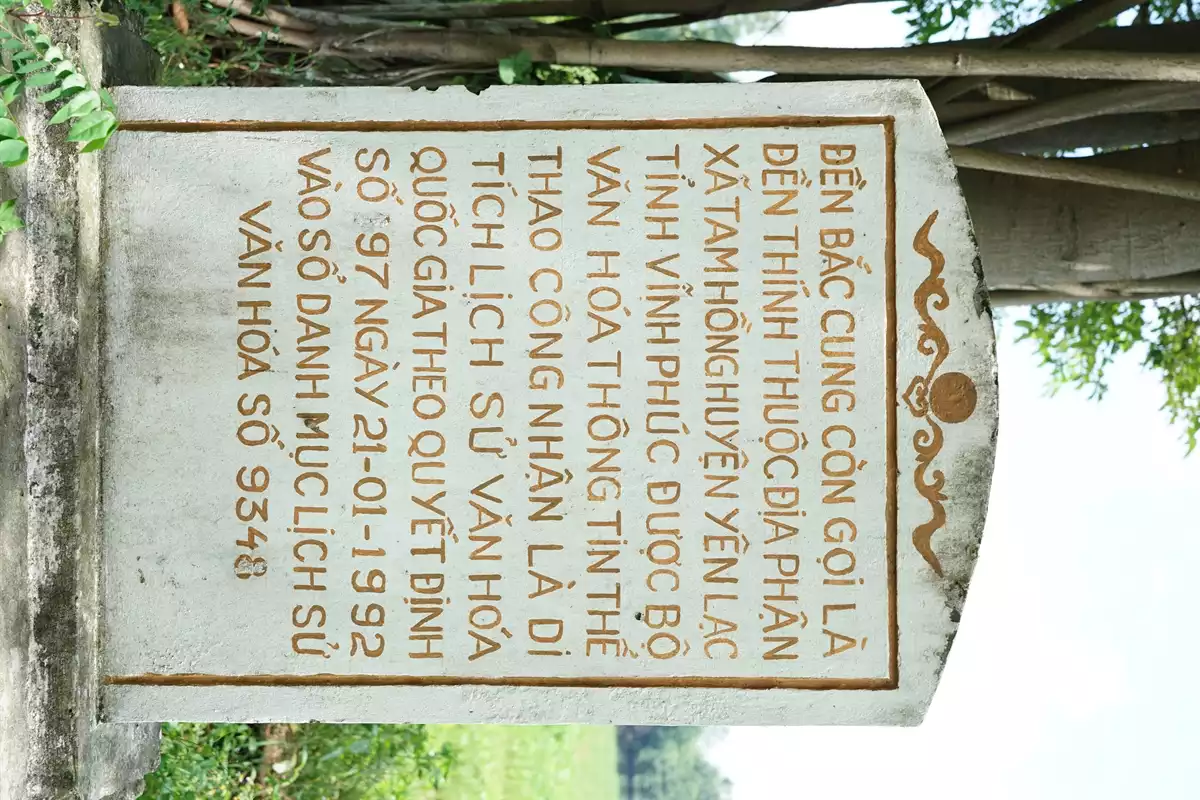 ĐỀN BẮC CUNG CÒN GỌI LÀ
ĐỀN THÍNH THUỘC ĐỊA PHẬN
XÃ TAM HỒNG HUYỆN YÊN LẠC
TỈNH VĨNH PHÚC ĐƯỢC BỘ
VĂN HÓA THÔNG TIN THỂ
THAO CÔNG NHẬN LÀ DI
TÍCH LỊCH SỬ VĂN HOÁ
QUỐC GIA THEO QUYẾT ĐỊNH
SỐ 97 NGÀY 21-01-1992
VÀO SỔ DANH MỤC LỊCH SỬ
VĂN HÓA SỐ 9348